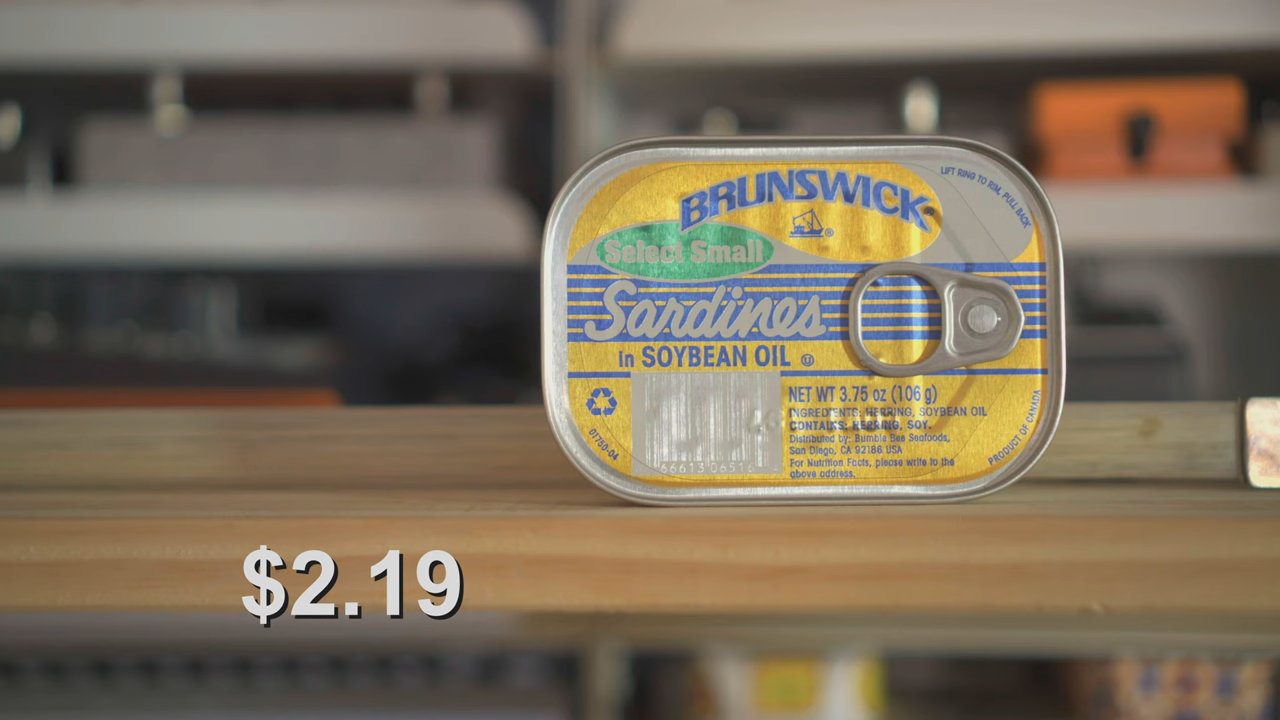 BRUNSWICK
LIFT RING TO RIM, PULL BACK
Select Small
Sardines
in SOYBEAN OIL
NET WT 3.75 oz (106 g)
INGREDIENTS: HERRING, SOYBEAN OIL
CONTAINS: HERRING, SOY.
Distributed by: Bumble Bee Seafoods,
San Diego, CA 92186 USA
For Nutrition Facts, please write to the
above address.
PRODUCT OF CANADA
01750-04
66613 06516
$2.19